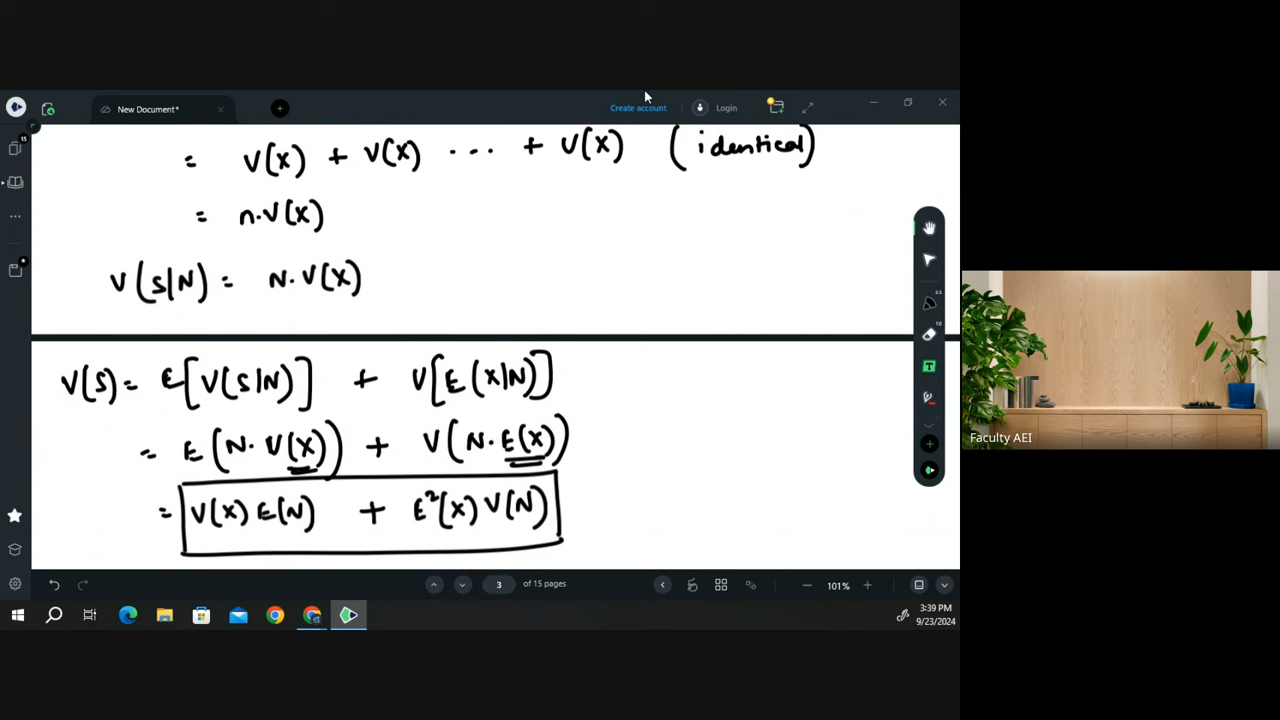 New Document*
Create account
Login
= V(X) + V(X) ... + V(X) (identical)
= n.V(X)
V(S|N) = N.V(X)
V(S) = E[V(S|N)] + V[E(X|N)]
= E(N. V(X)) + V(N. E(X))
= V(X) E(N) + E²(X) V(N)
Faculty AEI
3 of 15 pages
101%
3:39 PM
9/23/2024